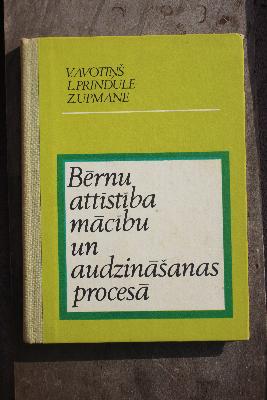 V.AVOTIŅŠ
I.PRINDULE
Z.UPMANE
Bērnu
attīstība
mācību
un
audzināšanas
procesā